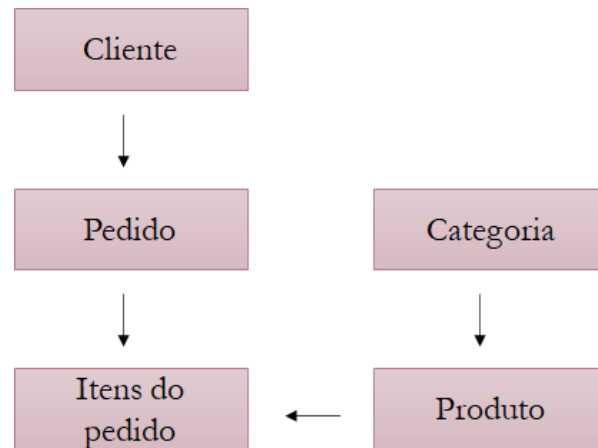 Cliente
Pedido
Categoria
Itens do
pedido
Produto